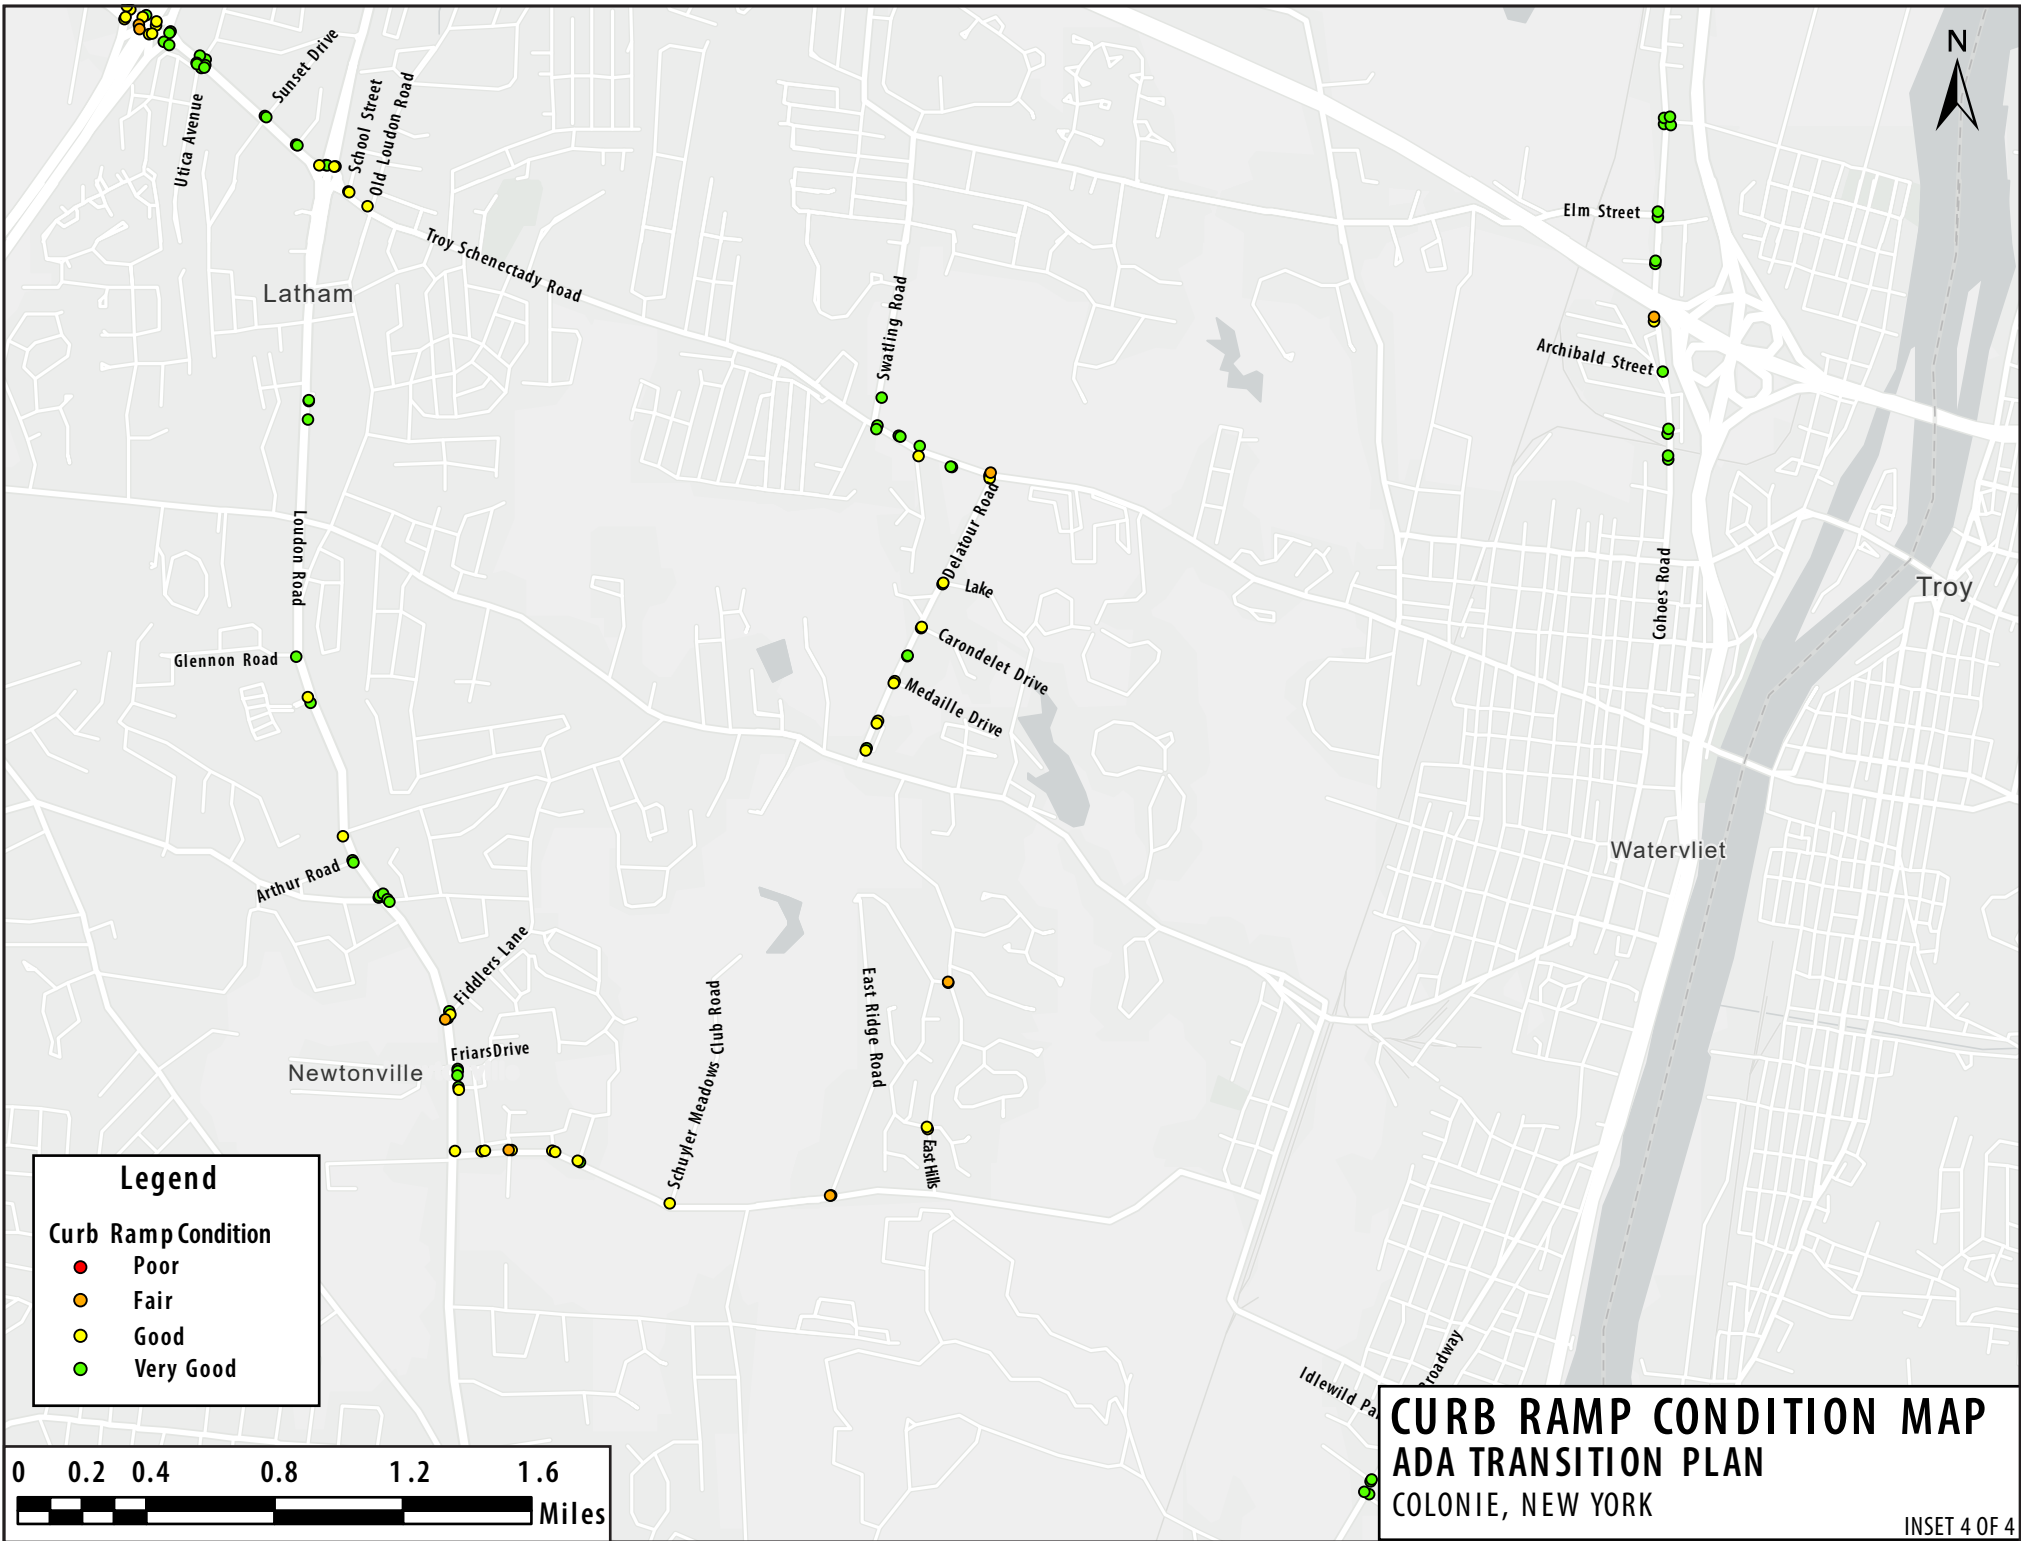 N
Sunset Drive
School Street
Old Loudon Road
Utica Avenue
Elm Street
Troy Schenectady Road
Latham
Swatling Road
Archibald Street
Delatour Road
Loudon Road
Lake
Cohoes Road
Troy
Carondelet Drive
Glennon Road
Medaille Drive
Watervliet
Arthur Road
Fiddlers Lane
East Ridge Road
Schuyler Meadows Club Road
FriarsDrive
Newtonville
East Hills
Legend
Curb Ramp Condition
Poor
Fair
Good
Very Good
Broadway
Idlewild
CURB RAMP CONDITION MAP
ADA TRANSITION PLAN
COLONIE, NEW YORK
INSET 4 OF 4
0 0.2 0.4 0.8 1.2 1.6
Miles